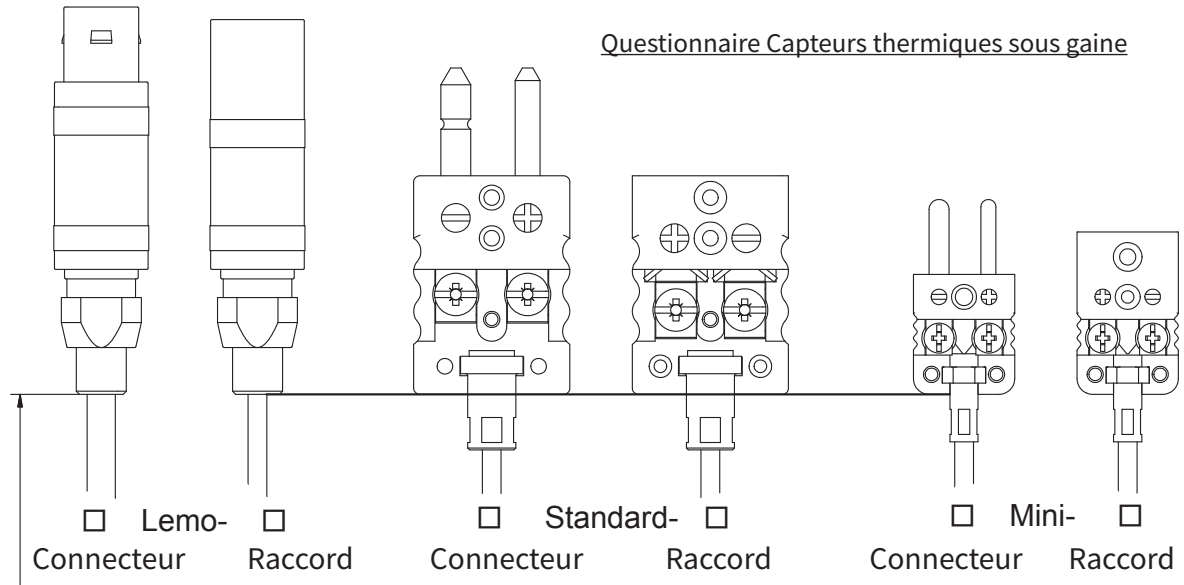 Questionnaire Capteurs thermiques sous gaine
☐ Lemo- ☐ ☐ Standard- ☐ ☐ Mini- ☐
Connecteur Raccord Connecteur Raccord Connecteur Raccord